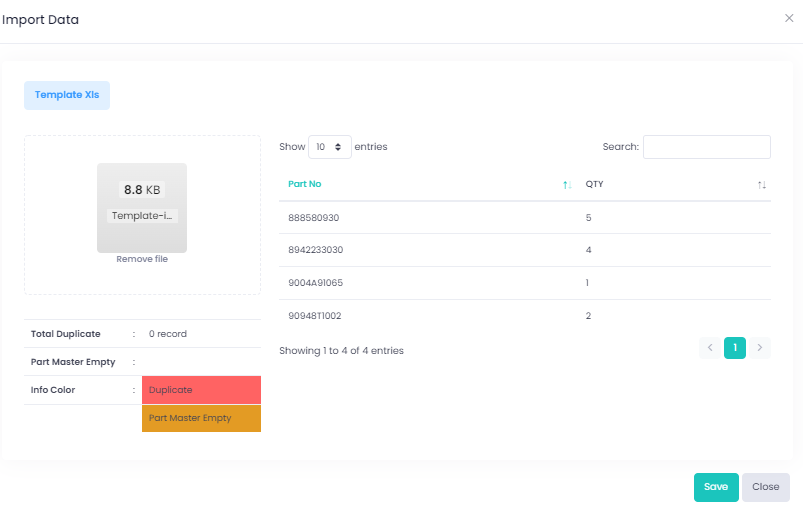 Import Data
Template Xls
8.8 KB
Template-i...
Remove file
Total Duplicate : 0 record
Part Master Empty :
Info Color : Duplicate
Part Master Empty
Show 10 entries
Search:
Part No QTY
888580930 5
8942233030 4
9004A91065 1
90948T1002 2
Showing 1 to 4 of 4 entries
1
Save Close